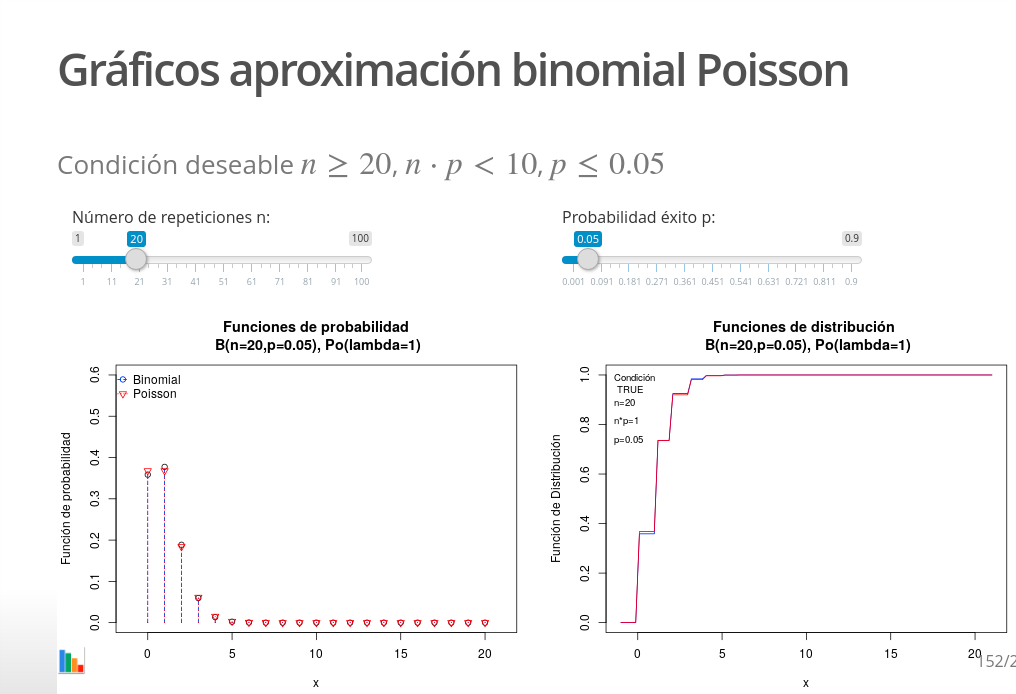 Gráficos aproximación binomial Poisson
Condición deseable n ≥ 20, n · p < 10, p ≤ 0.05
Número de repeticiones n:
1 20 100
1 11 21 31 41 51 61 71 81 91 100
Probabilidad éxito p:
0.05 0.9
0.001 0.091 0.181 0.271 0.361 0.451 0.541 0.631 0.721 0.811 0.9
Funciones de probabilidad
B(n=20,p=0.05), Po(lambda=1)
Binomial
Poisson
Función de probabilidad
0.0 0.1 0.2 0.3 0.4 0.5 0.6
0 5 10 15 20
x
Funciones de distribución
B(n=20,p=0.05), Po(lambda=1)
Condición
TRUE
n=20
n*p=1
p=0.05
Función de Distribución
0.0 0.2 0.4 0.6 0.8 1.0
0 5 10 15 20
x
152/2